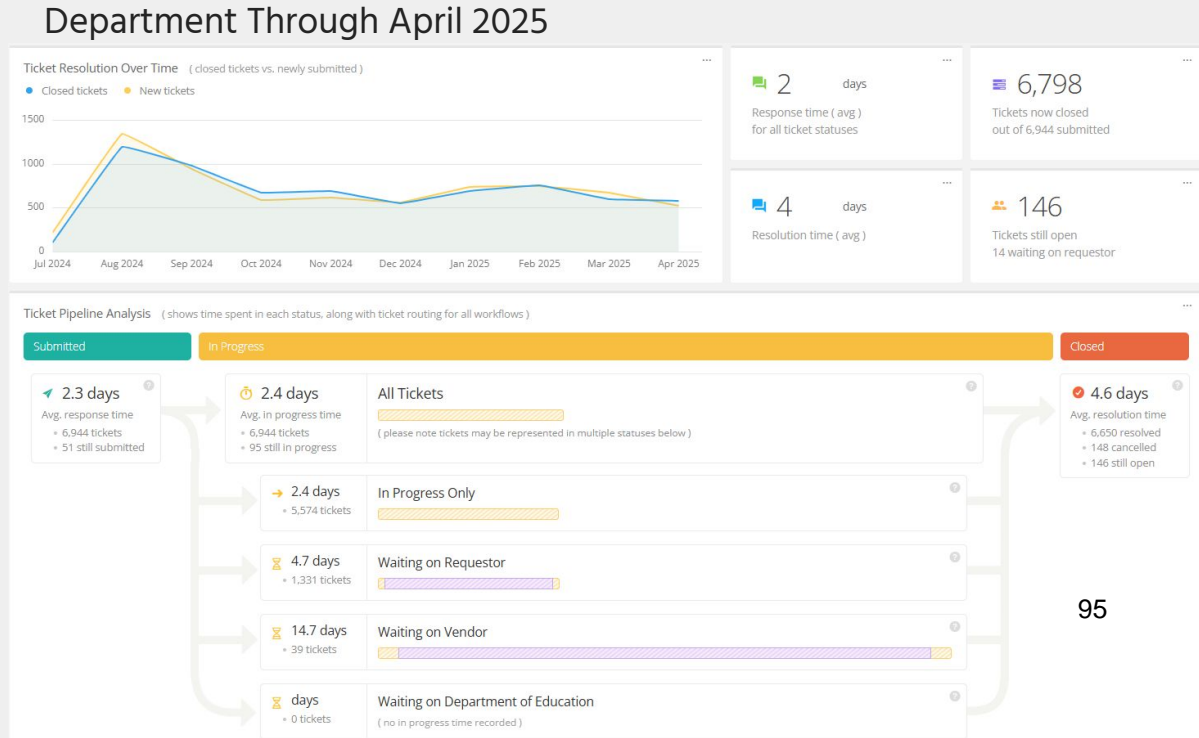 Department Through April 2025
Ticket Resolution Over Time ( closed tickets vs. newly submitted )
Closed tickets New tickets
1500
1000
500
0
Jul 2024 Aug 2024 Sep 2024 Oct 2024 Nov 2024 Dec 2024 Jan 2025 Feb 2025 Mar 2025 Apr 2025
2 days
Response time ( avg )
for all ticket statuses
6,798
Tickets now closed
out of 6,944 submitted
4 days
Resolution time ( avg )
146
Tickets still open
14 waiting on requestor
Ticket Pipeline Analysis ( shows time spent in each status, along with ticket routing for all workflows )
Submitted
In Progress
Closed
2.3 days
Avg. response time
• 6,944 tickets
• 51 still submitted
2.4 days
Avg. in progress time
• 6,944 tickets
• 95 still in progress
All Tickets
( please note tickets may be represented in multiple statuses below )
4.6 days
Avg. resolution time
• 6,650 resolved
• 148 cancelled
• 146 still open
2.4 days
• 5,574 tickets
In Progress Only
4.7 days
• 1,331 tickets
Waiting on Requestor
14.7 days
• 39 tickets
Waiting on Vendor
95
days
• 0 tickets
Waiting on Department of Education
( no in progress time recorded )